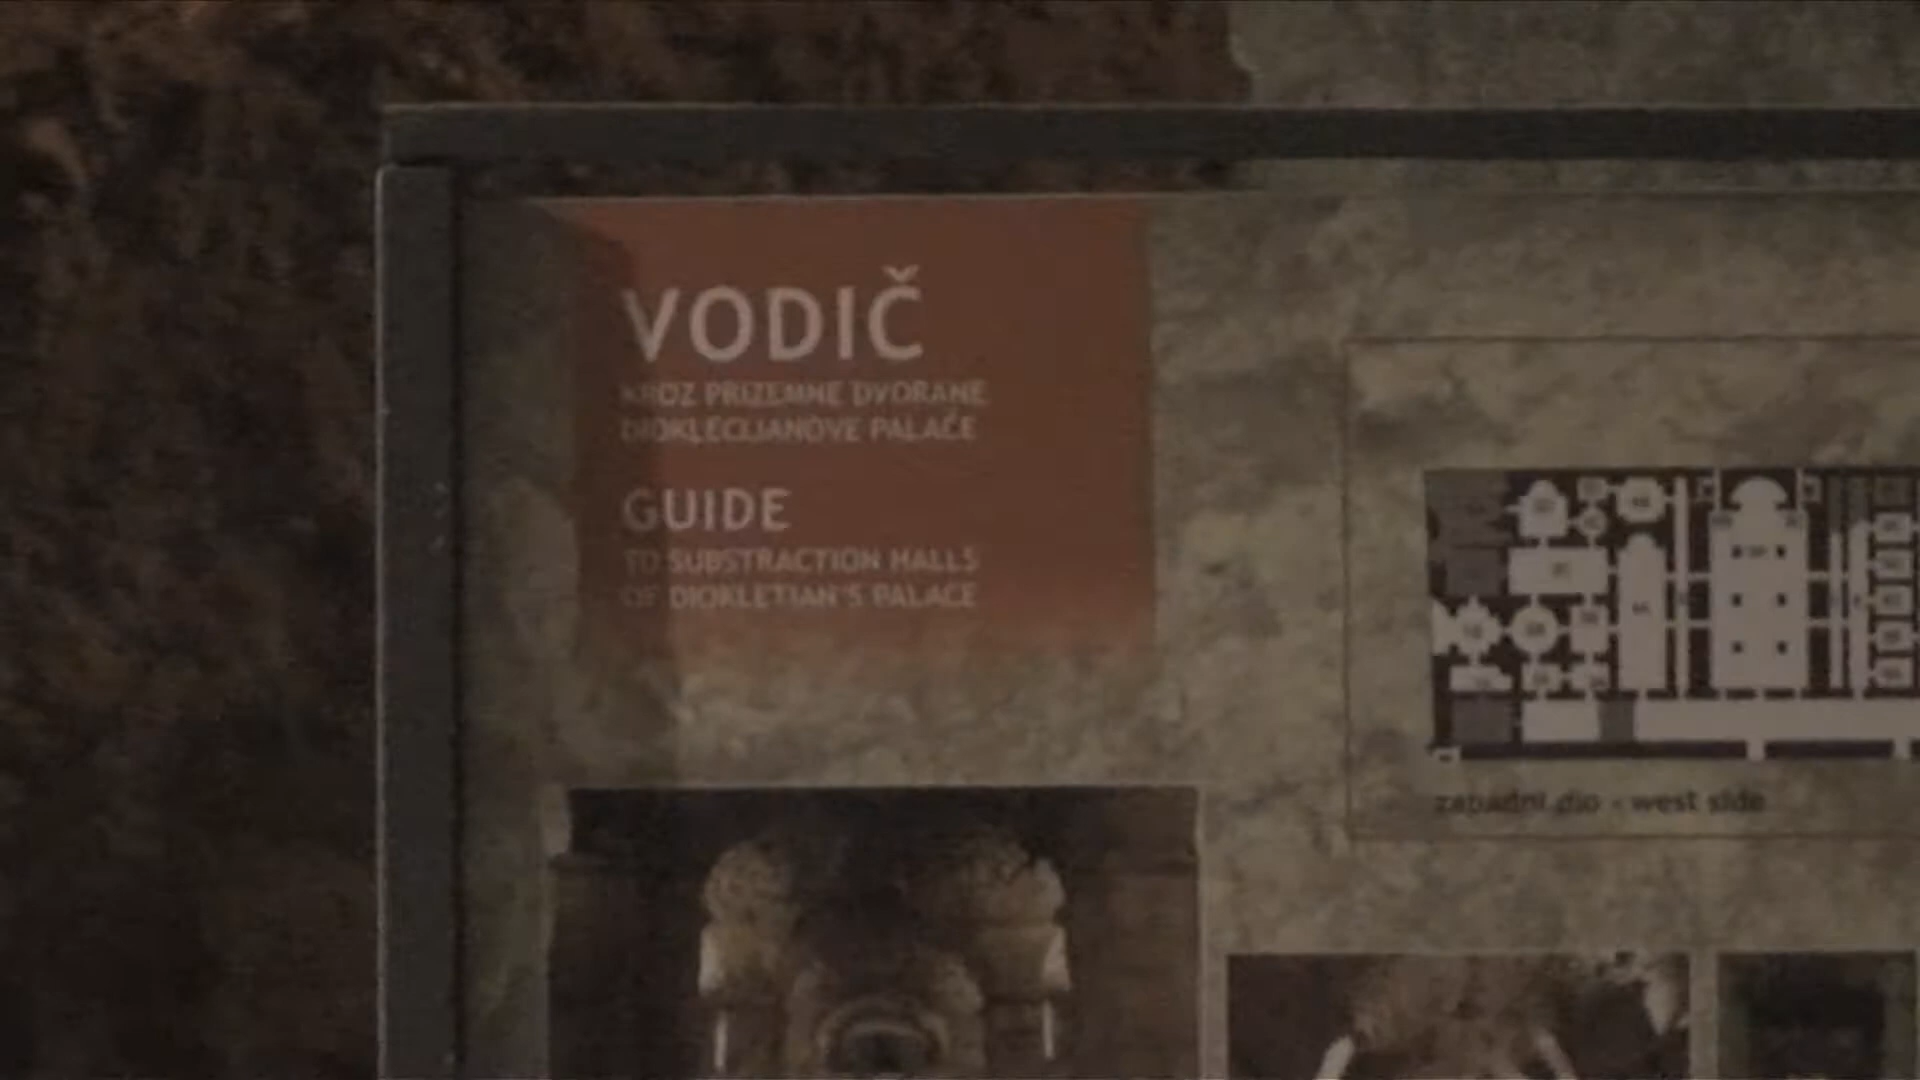 VODIČ
KROZ PRIZEMNE DVORANE
DIOKLECIJANOVE PALAČE
GUIDE
TO SUBSTRACTION HALLS
OF DIOKLETIAN'S PALACE
zapadni dio - west side